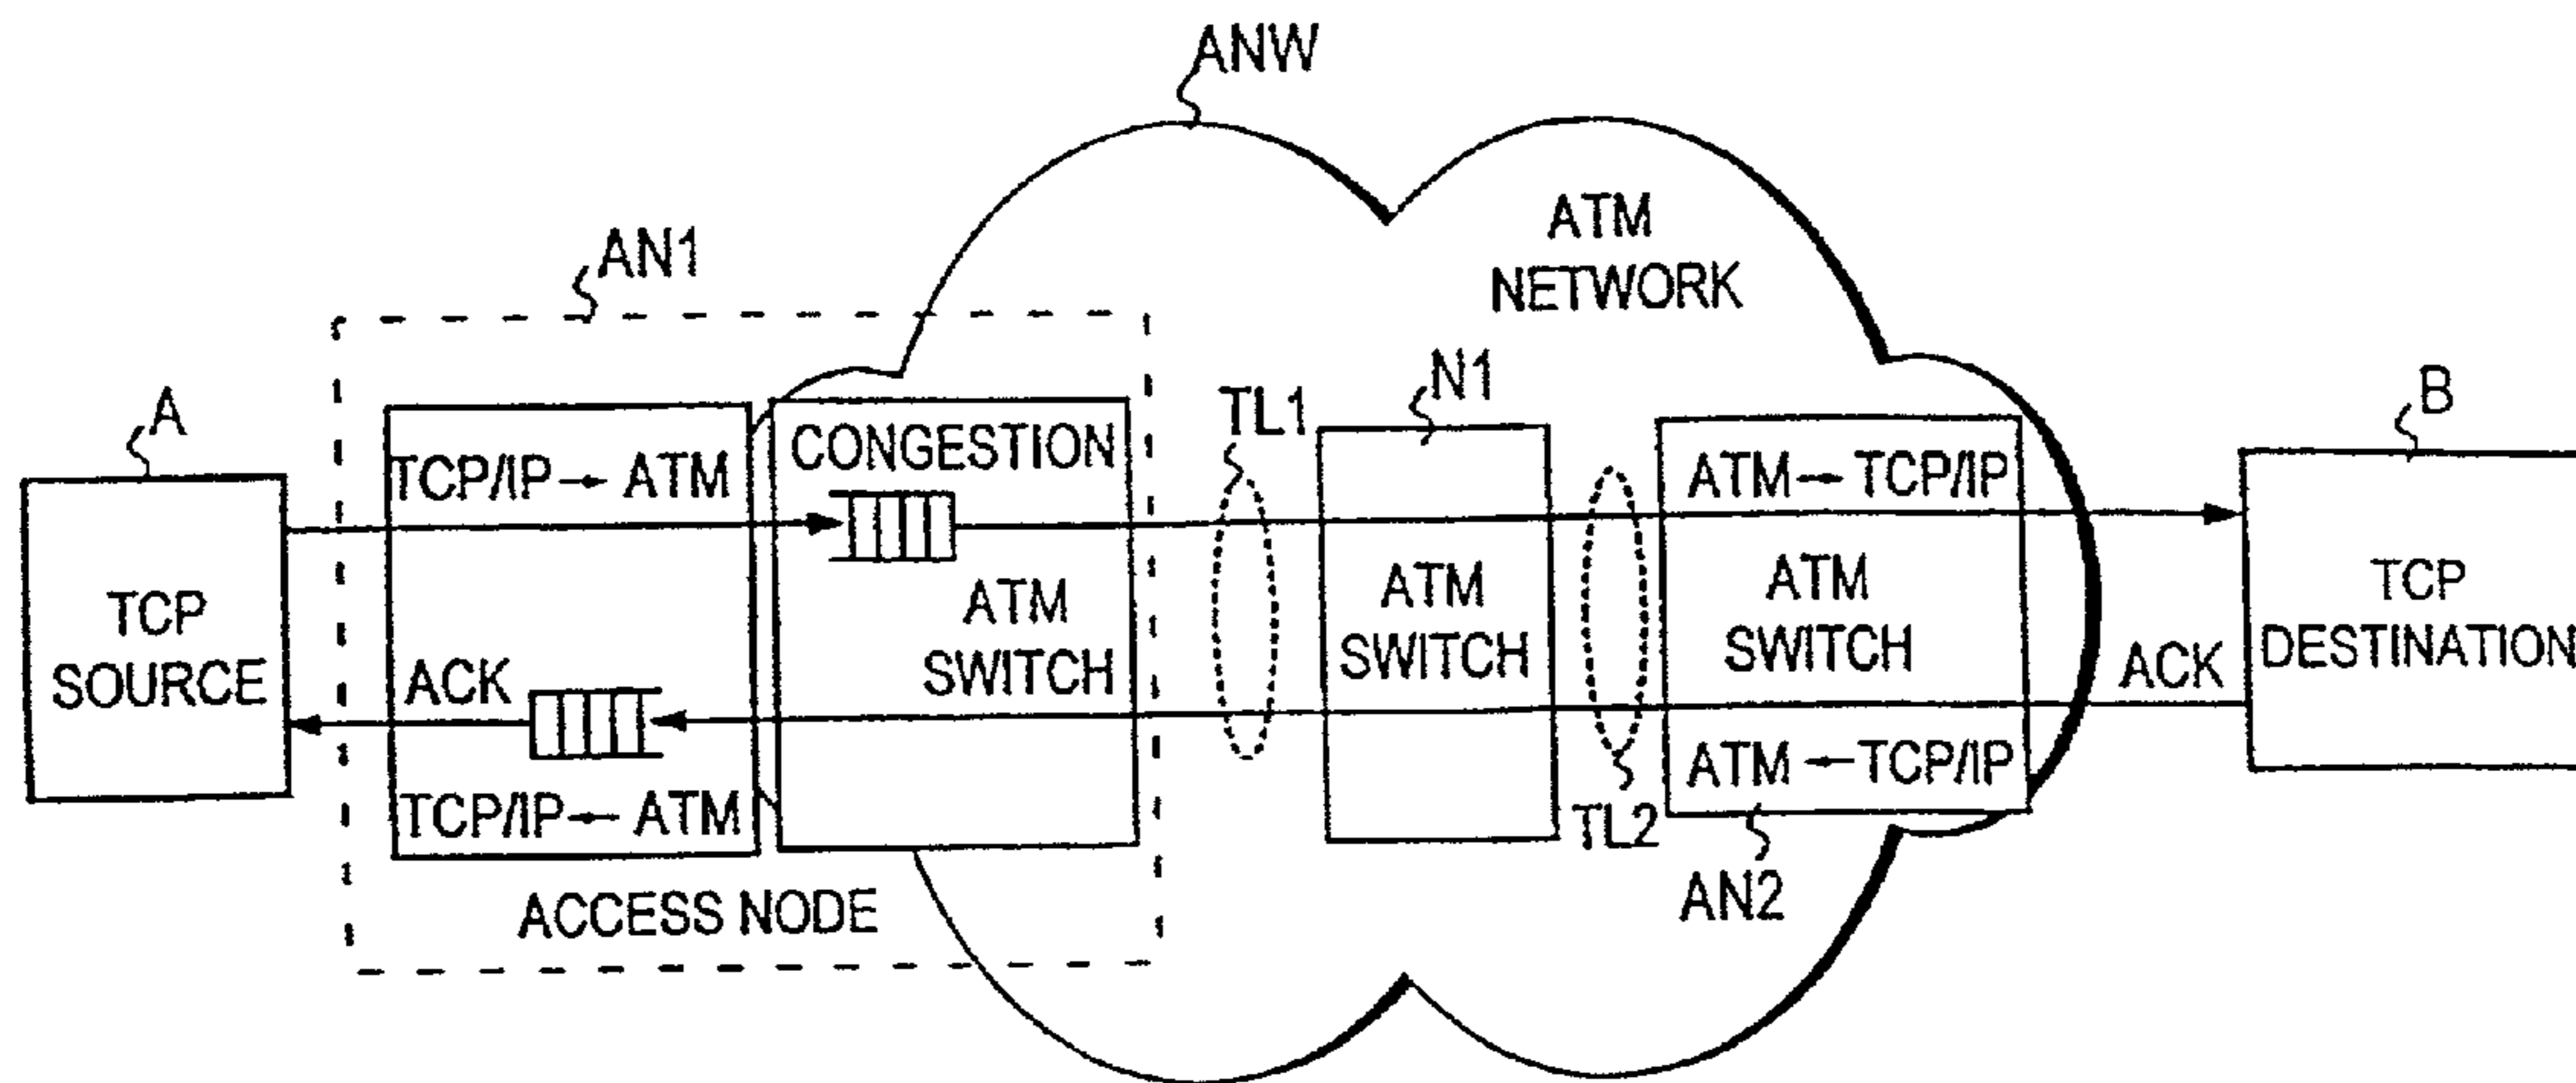 ANW
ATM
NETWORK
AN1
A
TCP
SOURCE
TCP/IP→ ATM
ACK
TCP/IP← ATM
CONGESTION
ATM
SWITCH
ACCESS NODE
TL1
N1
ATM
SWITCH
TL2
ATM→TCP/IP
ATM
SWITCH
ATM←TCP/IP
AN2
ACK
B
TCP
DESTINATION